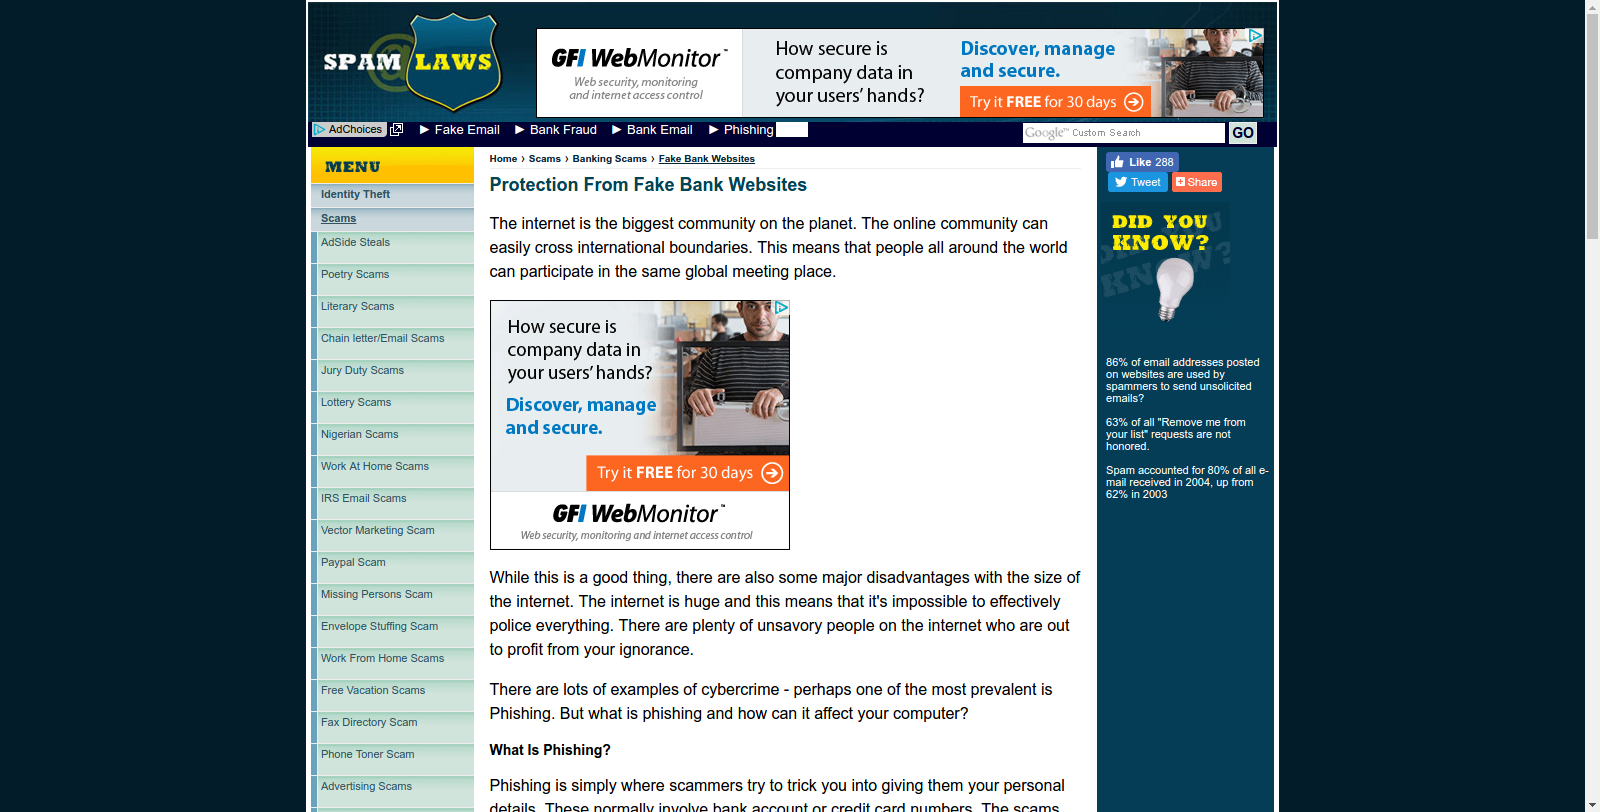 SPAM LAWS
GFI WebMonitor™
Web security, monitoring
and internet access control
How secure is
company data in
your users’ hands?
Discover, manage
and secure.
Try it FREE for 30 days
AdChoices
Fake Email
Bank Fraud
Bank Email
Phishing
Google™ Custom Search
GO
MENU
Identity Theft
Scams
AdSide Steals
Poetry Scams
Literary Scams
Chain letter/Email Scams
Jury Duty Scams
Lottery Scams
Nigerian Scams
Work At Home Scams
IRS Email Scams
Vector Marketing Scam
Paypal Scam
Missing Persons Scam
Envelope Stuffing Scam
Work From Home Scams
Free Vacation Scams
Fax Directory Scam
Phone Toner Scam
Advertising Scams
Home › Scams › Banking Scams › Fake Bank Websites
Protection From Fake Bank Websites
The internet is the biggest community on the planet. The online community can
easily cross international boundaries. This means that people all around the world
can participate in the same global meeting place.
How secure is
company data in
your users’ hands?
Discover, manage
and secure.
Try it FREE for 30 days
GFI WebMonitor™
Web security, monitoring and internet access control
While this is a good thing, there are also some major disadvantages with the size of
the internet. The internet is huge and this means that it's impossible to effectively
police everything. There are plenty of unsavory people on the internet who are out
to profit from your ignorance.
There are lots of examples of cybercrime - perhaps one of the most prevalent is
Phishing. But what is phishing and how can it affect your computer?
What Is Phishing?
Phishing is simply where scammers try to trick you into giving them your personal
details. These normally involve bank account or credit card numbers. The scams
Like 288
Tweet
Share
DID YOU
KNOW?
86% of email addresses posted
on websites are used by
spammers to send unsolicited
emails?
63% of all "Remove me from
your list" requests are not
honored.
Spam accounted for 80% of all e-
mail received in 2004, up from
62% in 2003